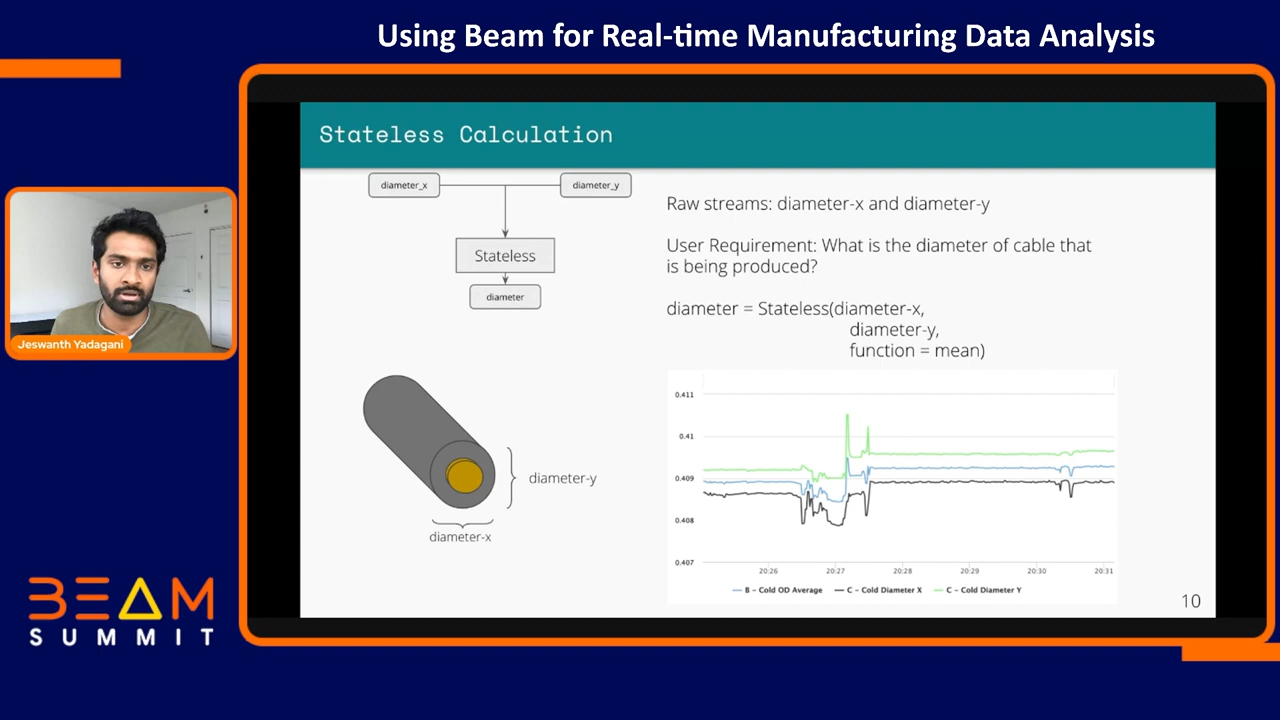 Using Beam for Real-time Manufacturing Data Analysis
Stateless Calculation
diameter_x
diameter_y
Stateless
diameter
Raw streams: diameter-x and diameter-y
User Requirement: What is the diameter of cable that
is being produced?
diameter = Stateless(diameter-x,
diameter-y,
function = mean)
diameter-y
diameter-x
0.411
0.41
0.409
0.408
0.407
20:26 20:27 20:28 20:29 20:30 20:31
B – Cold OD Average C – Cold Diameter X C – Cold Diameter Y
10
Jeswanth Yadagani
BEAM
SUMMIT